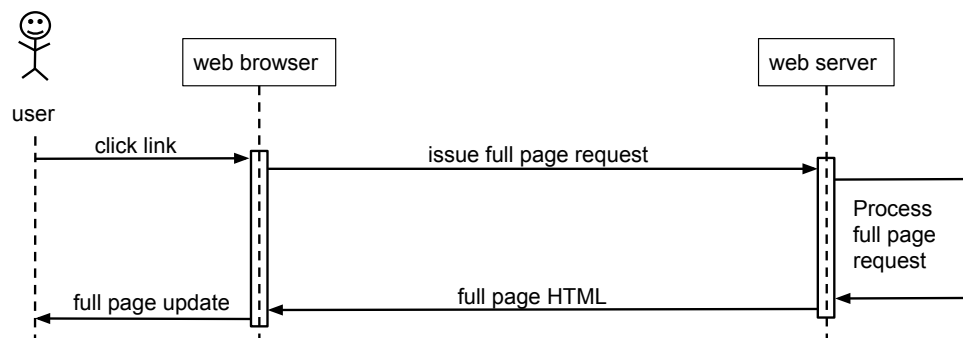 web browser
web server
user
click link
issue full page request
Process
full page
request
full page update
full page HTML